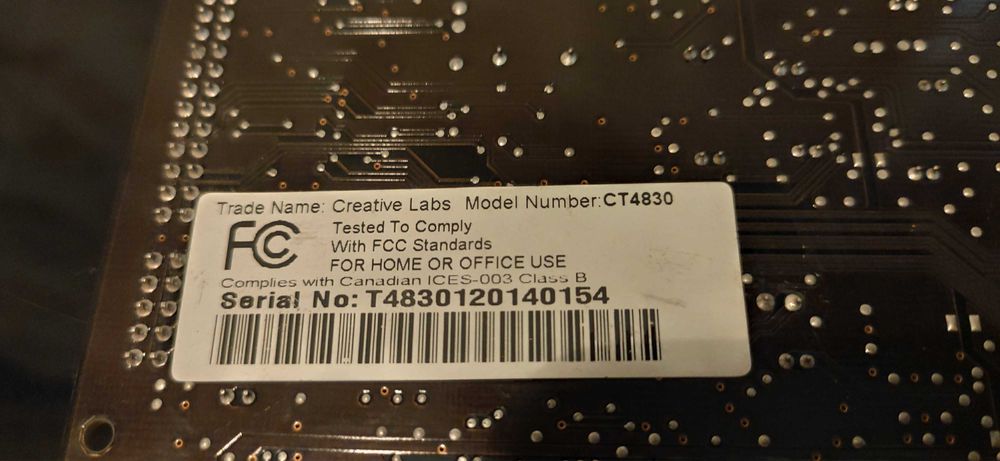 Trade Name: Creative Labs Model Number:CT4830
FCC
Tested To Comply
With FCC Standards
FOR HOME OR OFFICE USE
Complies with Canadian ICES-003 Class B
Serial No: T4830120140154